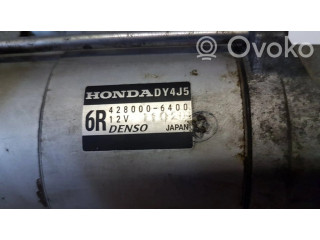 Ovoko
HONDA DY4J5
6R 428000-6400
12V
DENSO JAPAN